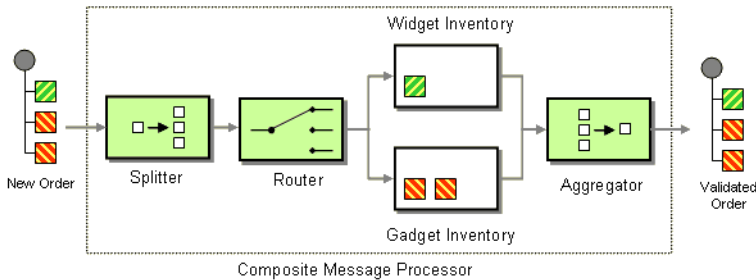 Widget Inventory
New Order
Splitter
Router
Aggregator
Validated
Order
Gadget Inventory
Composite Message Processor